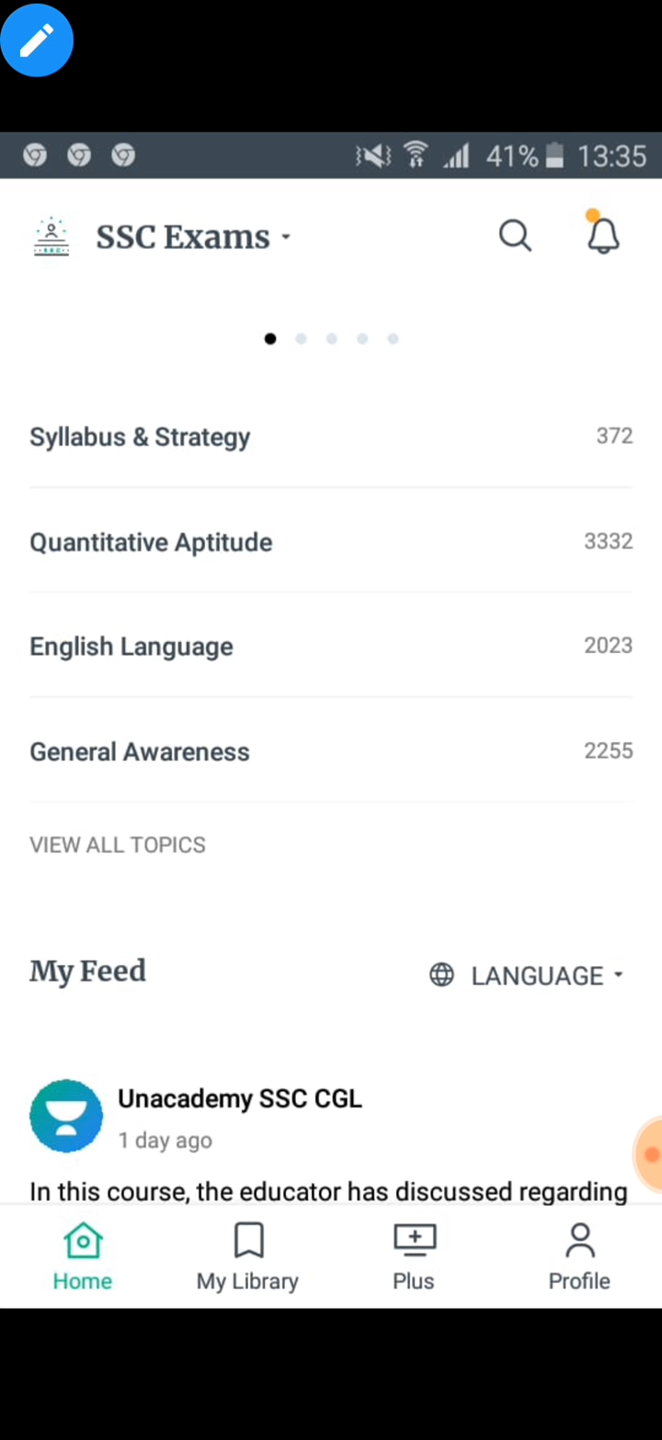 41% 13:35
SSC Exams
Syllabus & Strategy 372
Quantitative Aptitude 3332
English Language 2023
General Awareness 2255
VIEW ALL TOPICS
My Feed LANGUAGE
Unacademy SSC CGL
1 day ago
In this course, the educator has discussed regarding
Home My Library Plus Profile